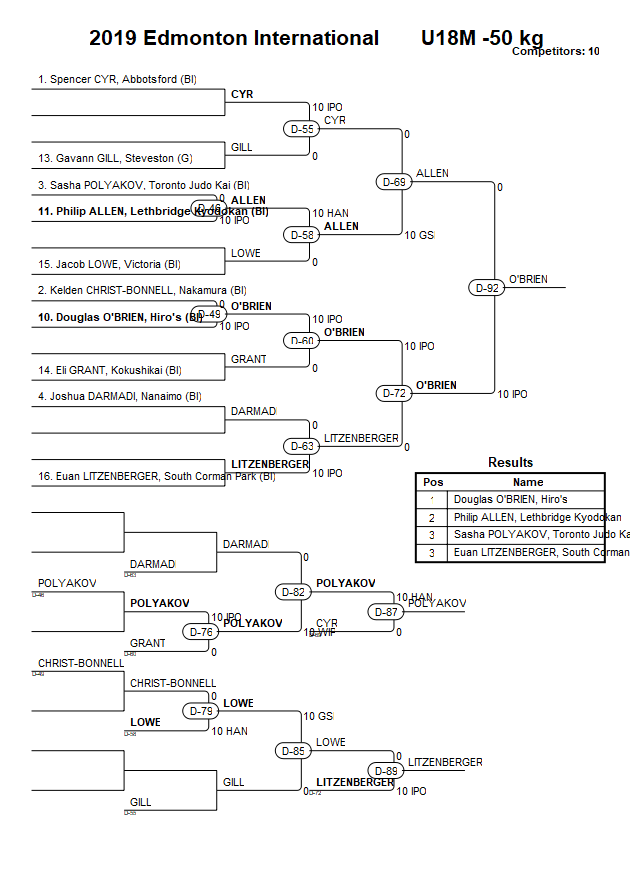 2019 Edmonton International U18M -50 kg
Competitors: 10
1. Spencer CYR, Abbotsford (BI)
CYR
10 IPO
D-55
CYR
0
13. Gavann GILL, Steveston (G)
GILL
0
D-69
ALLEN
0
3. Sasha POLYAKOV, Toronto Judo Kai (BI)
0
D-46
ALLEN
11. Philip ALLEN, Lethbridge Kyodokan (BI)
10 IPO
10 HAN
D-58
ALLEN
10 GSI
15. Jacob LOWE, Victoria (BI)
LOWE
0
D-92
O'BRIEN
2. Kelden CHRIST-BONNELL, Nakamura (BI)
0
D-49
O'BRIEN
10. Douglas O'BRIEN, Hiro's (BI)
10 IPO
10 IPO
D-60
O'BRIEN
10 IPO
14. Eli GRANT, Kokushikai (BI)
GRANT
0
D-72
O'BRIEN
10 IPO
4. Joshua DARMADI, Nanaimo (BI)
DARMADI
0
D-63
LITZENBERGER
0
16. Euan LITZENBERGER, South Corman Park (BI)
LITZENBERGER
10 IPO
Results
Pos Name
1 Douglas O'BRIEN, Hiro's
2 Philip ALLEN, Lethbridge Kyodokan
3 Sasha POLYAKOV, Toronto Judo Ka
3 Euan LITZENBERGER, South Corman
DARMADI
0
DARMADI
D-63
D-82
POLYAKOV
10 HAN
POLYAKOV
D-46
POLYAKOV
10 IPO
D-76
POLYAKOV
10 WIF
CYR
D-87
POLYAKOV
0
GRANT
D-60
0
CHRIST-BONNELL
D-49
CHRIST-BONNELL
0
D-79
LOWE
10 GSI
LOWE
D-58
10 HAN
D-85
LOWE
0
D-89
LITZENBERGER
GILL
0
D-72
LITZENBERGER
10 IPO
GILL
D-55